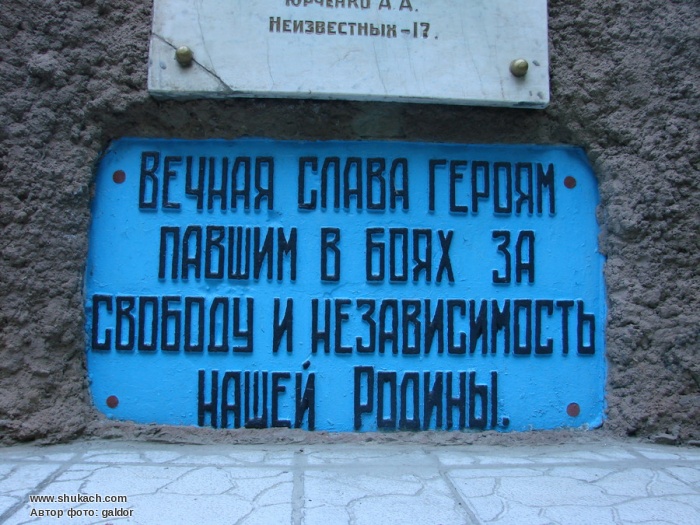 Юрченко А А.
Неизвестных-17.
Вечная слава героям
павшим в боях за
свободу и независимость
нашей Родины.
www.shukach.com
Автор фото: galdor